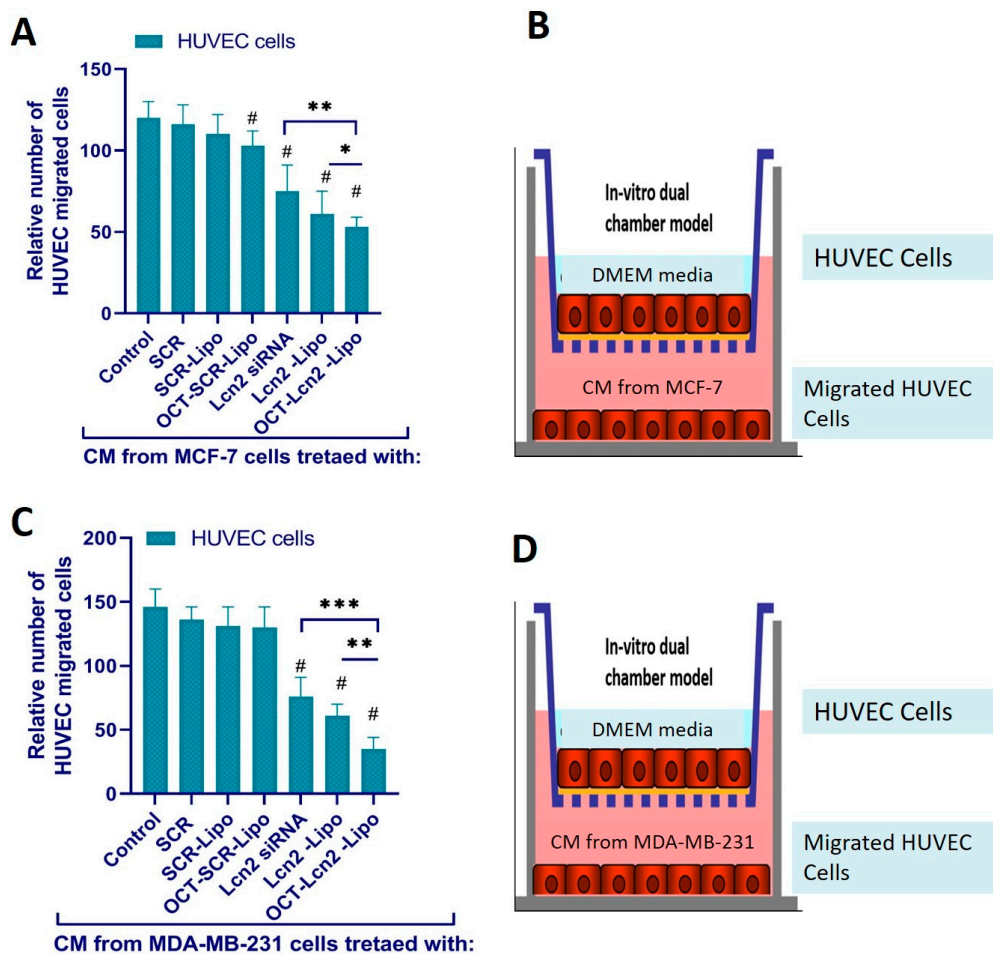 A
HUVEC cells
Relative number of
HUVEC migrated cells
150
100
50
0
#
#
#
#
**
*
Control
SCR
SCR-Lipo
OCT-SCR-Lipo
Lcn2 siRNA
Lcn2 -Lipo
OCT-Lcn2 -Lipo
CM from MCF-7 cells tretaed with:
B
In-vitro dual
chamber model
DMEM media
CM from MCF-7
HUVEC Cells
Migrated HUVEC
Cells
C
HUVEC cells
Relative number of
HUVEC migrated cells
200
150
100
50
0
#
#
#
***
**
Control
SCR
SCR-Lipo
OCT-SCR-Lipo
Lcn2 siRNA
Lcn2 -Lipo
OCT-Lcn2 -Lipo
CM from MDA-MB-231 cells tretaed with:
D
In-vitro dual
chamber model
DMEM media
CM from MDA-MB-231
HUVEC Cells
Migrated HUVEC
Cells